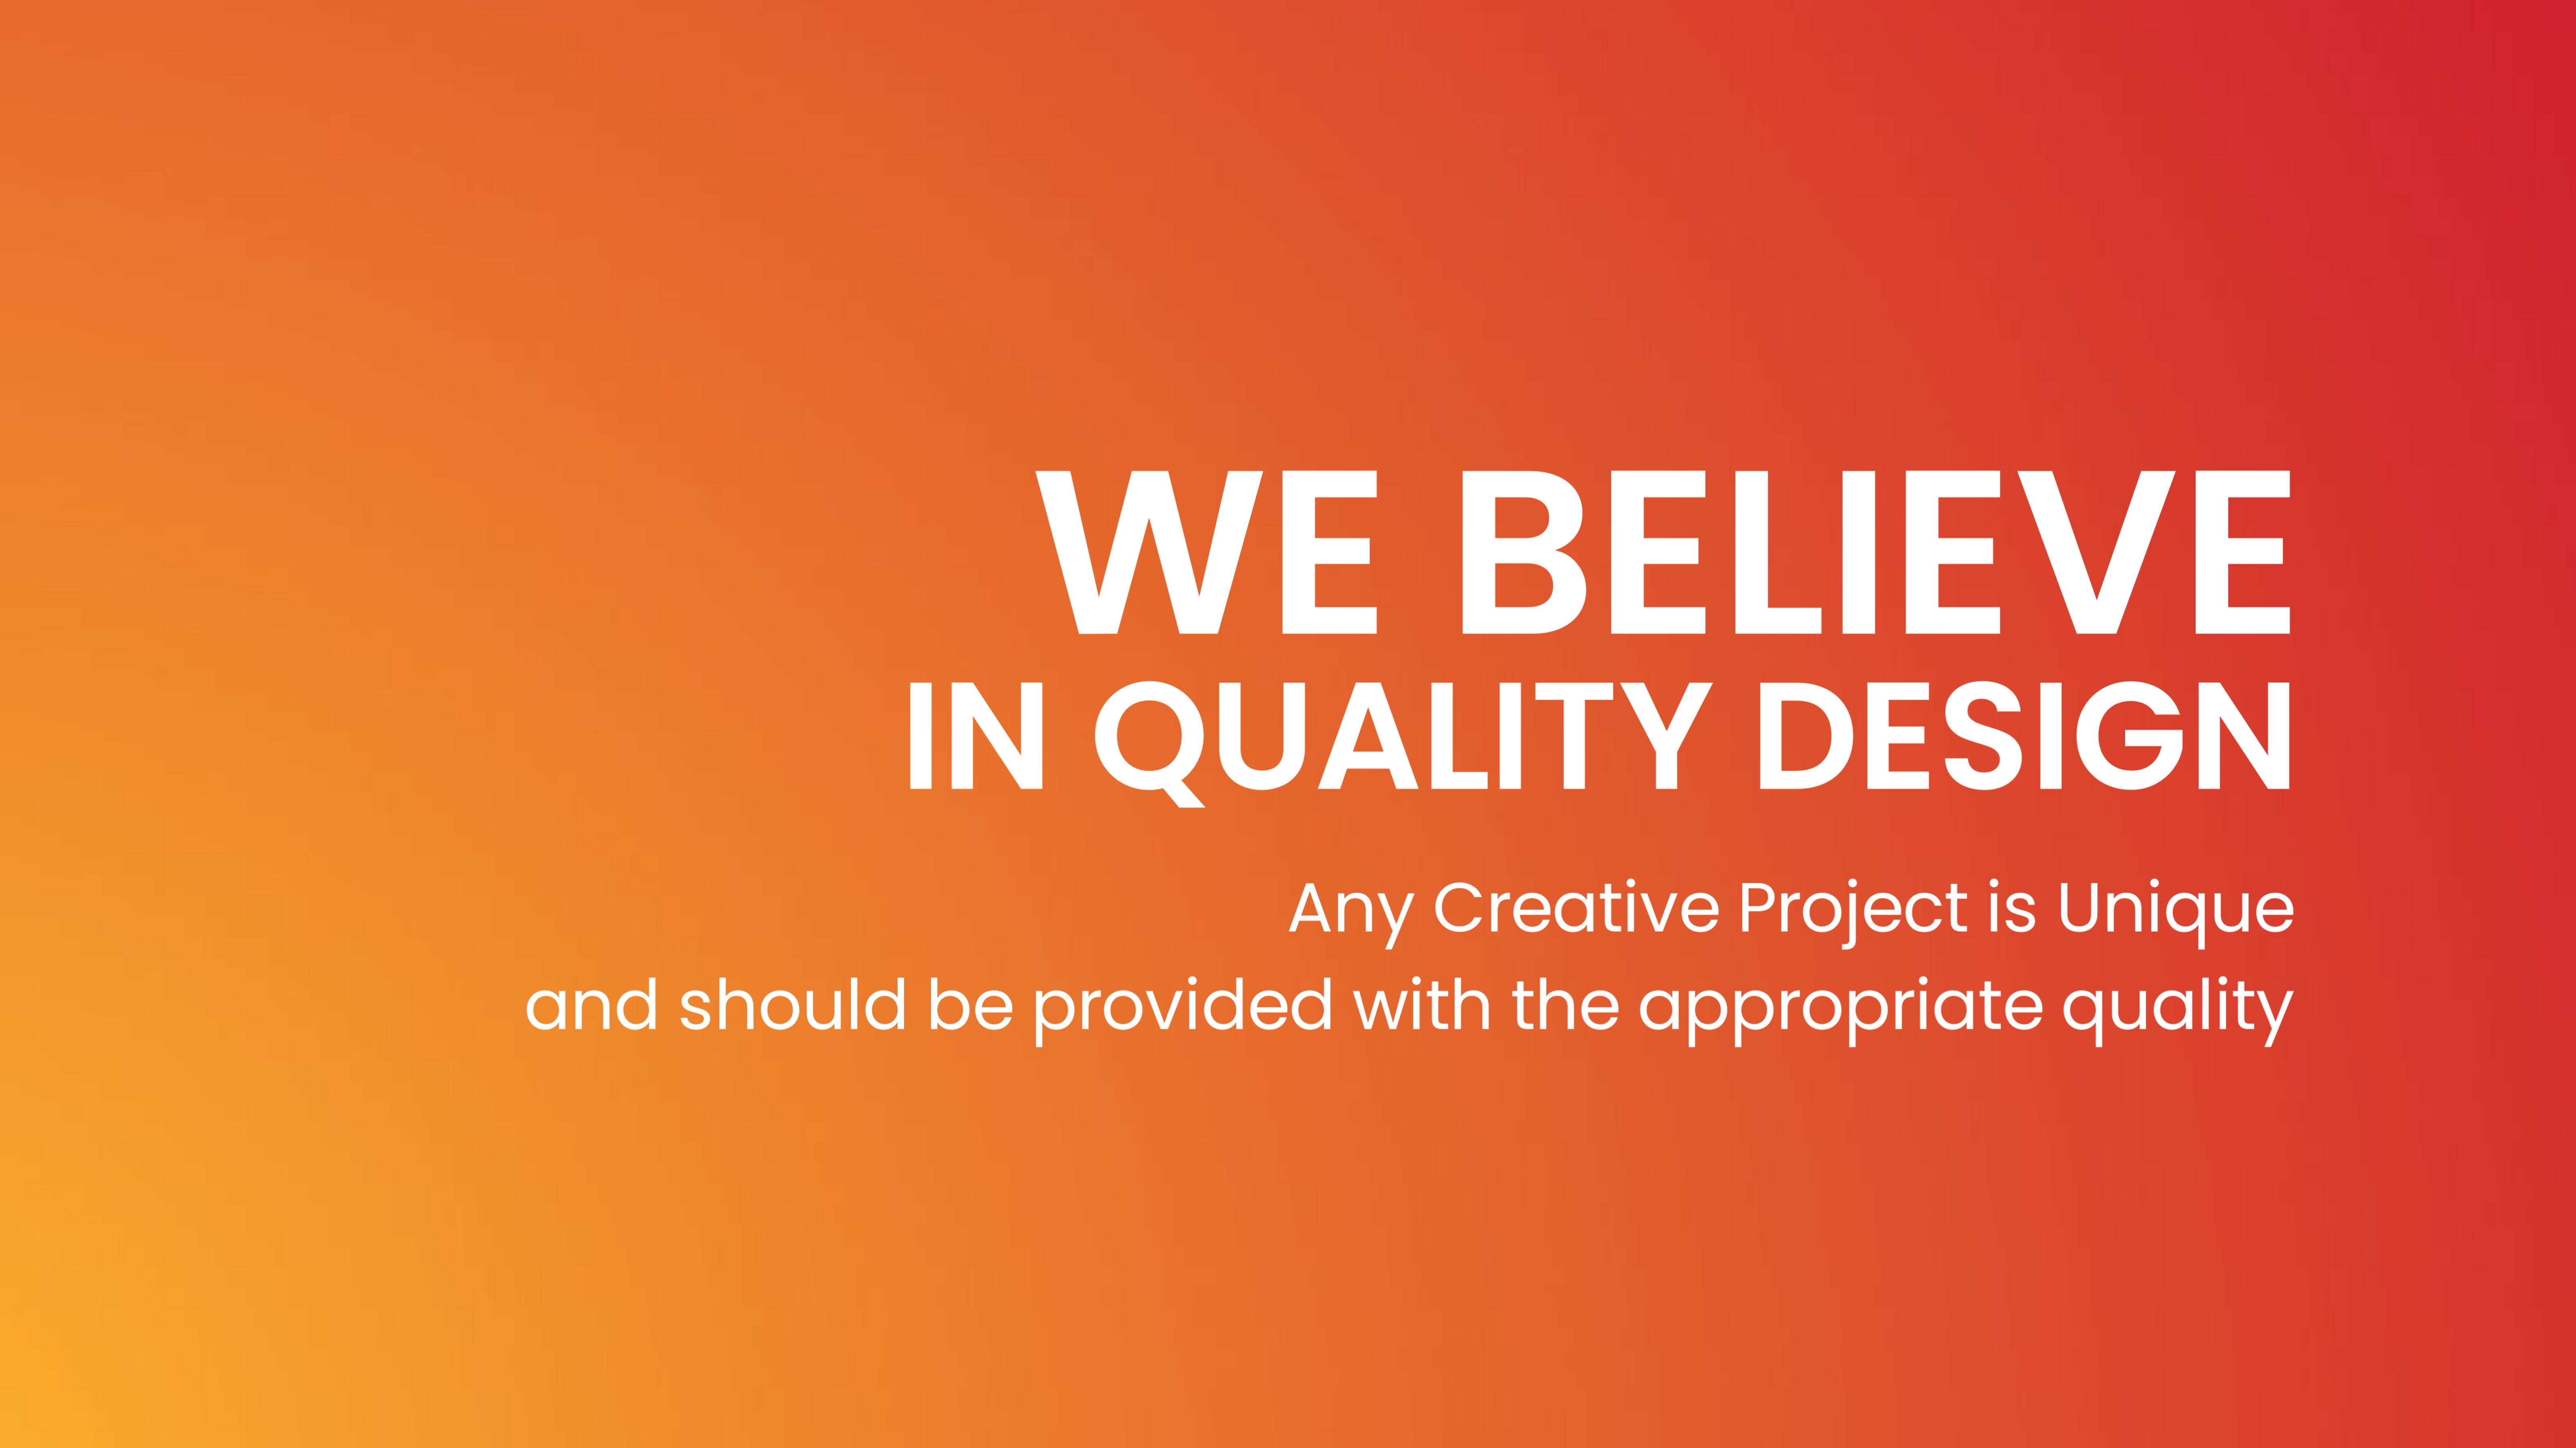 WE BELIEVE
IN QUALITY DESIGN
Any Creative Project is Unique
and should be provided with the appropriate quality